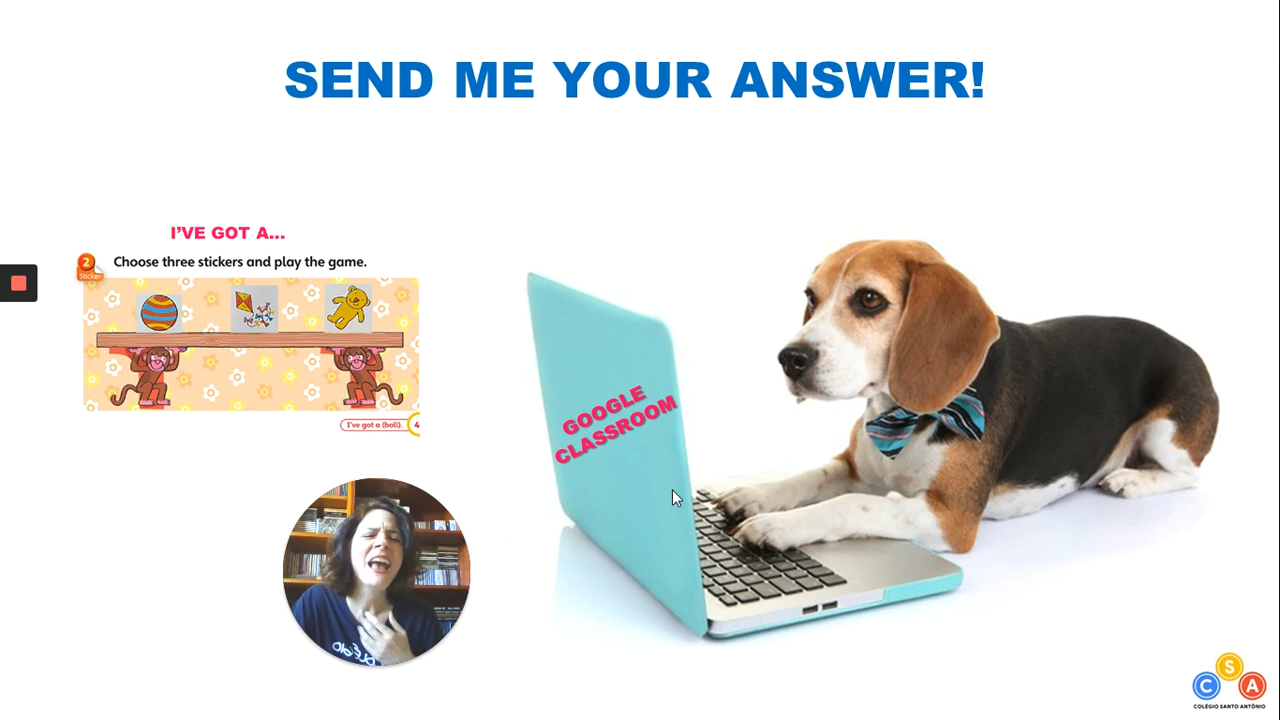 SEND ME YOUR ANSWER!
I'VE GOT A...
2
Sticker
Choose three stickers and play the game.
I've got a (ball).
4
GOOGLE
CLASSROOM
C S A
COLÉGIO SANTO ANTÔNIO